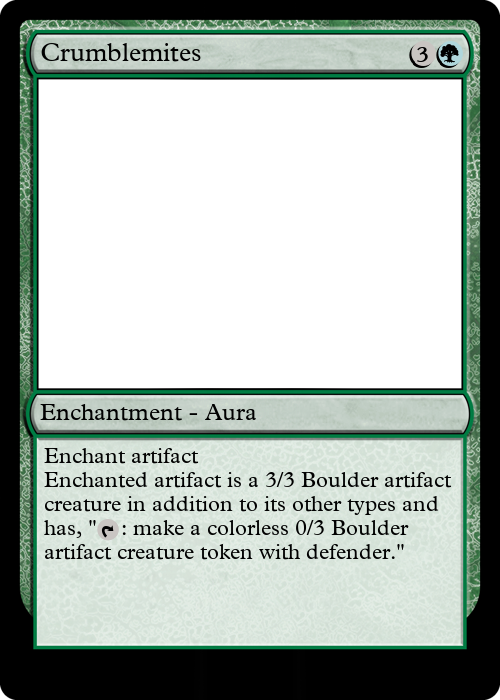 Crumblemites 3
Enchantment - Aura
Enchant artifact
Enchanted artifact is a 3/3 Boulder artifact
creature in addition to its other types and
has, " : make a colorless 0/3 Boulder
artifact creature token with defender."